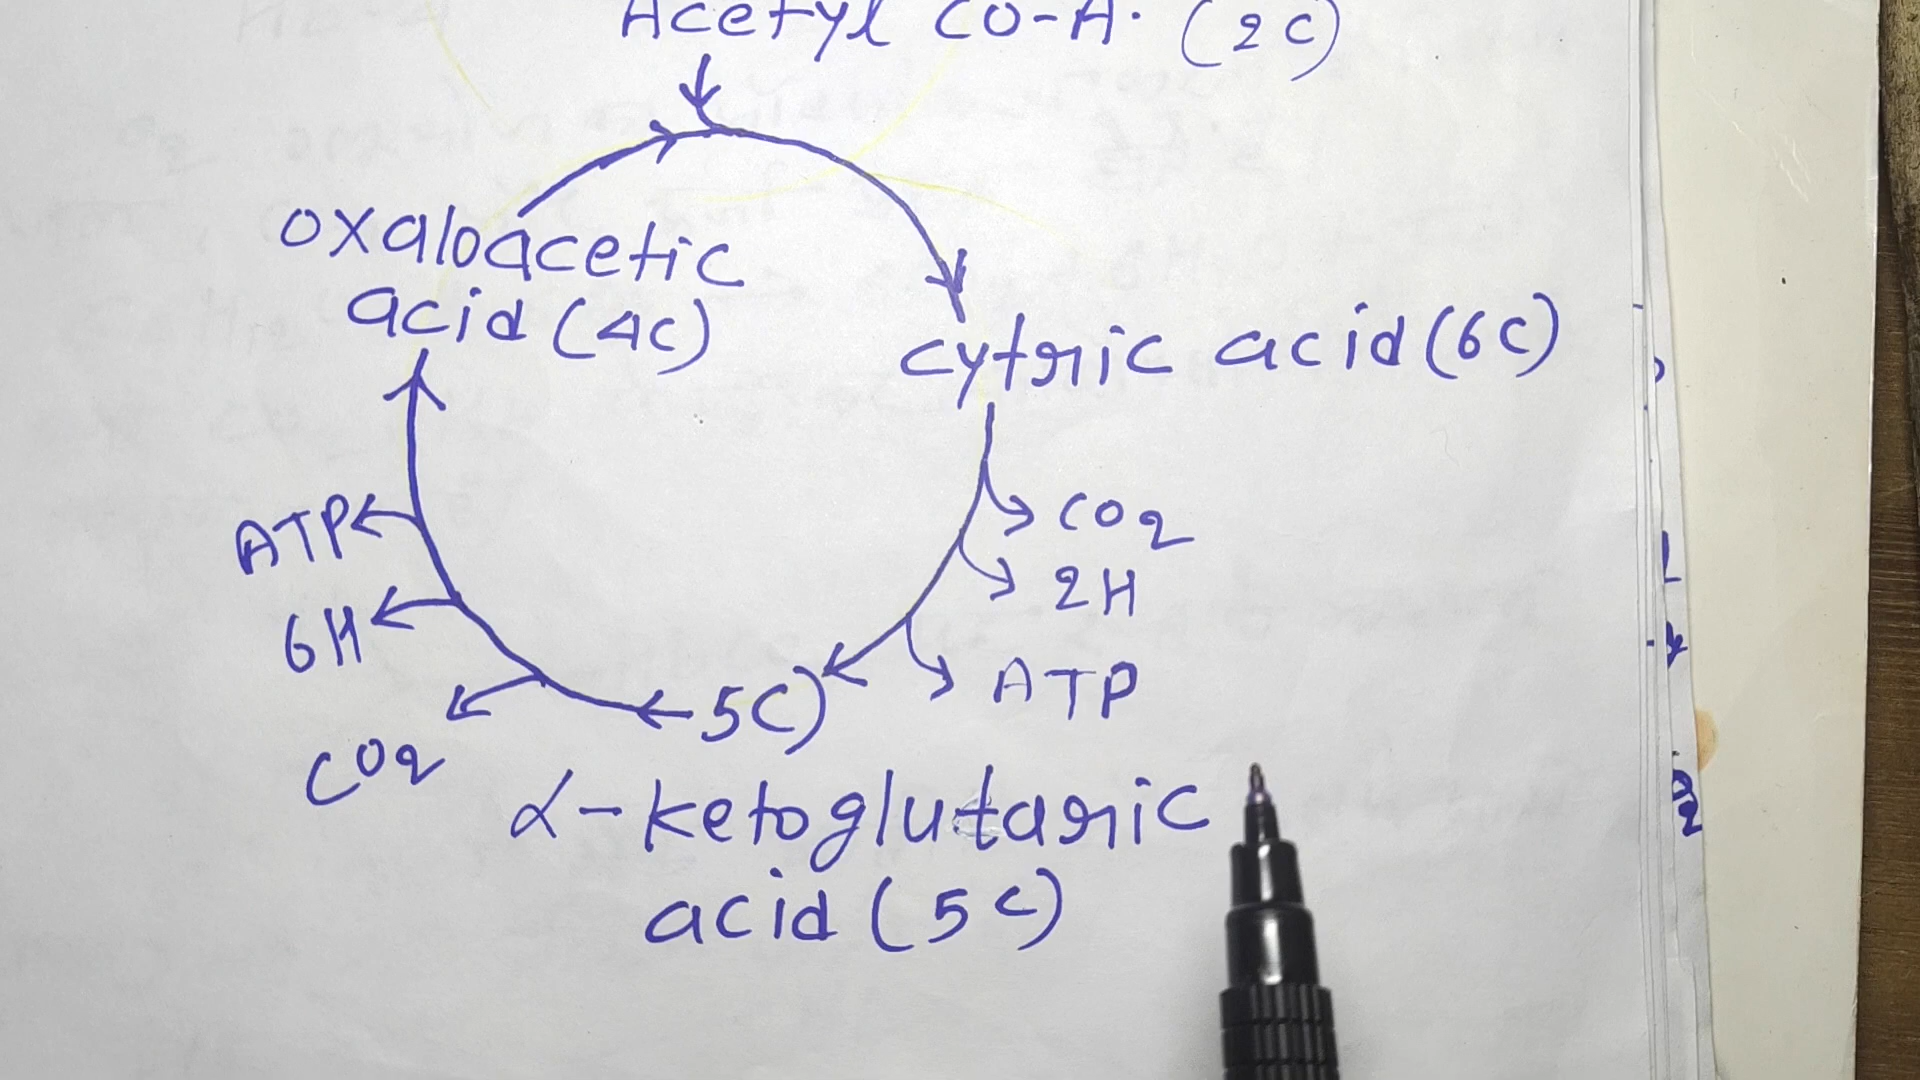 Acetyl CO-A. (2C)
oxaloacetic
acid (4C)
cytric acid (6C)
CO2
2H
ATP
5C)
ATP
6H
CO2
α-ketoglutaric
acid (5C)